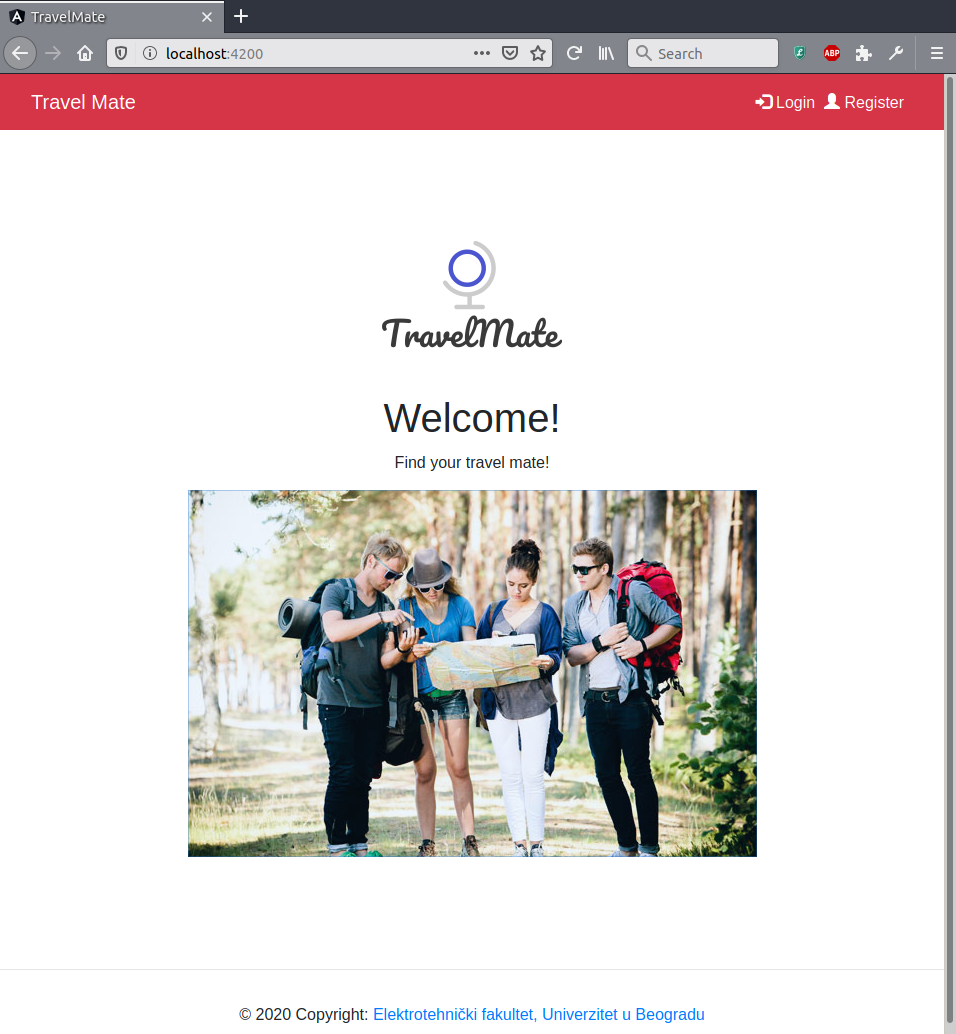 TravelMate
localhost:4200
Search
ABP
Travel Mate
Login Register
TravelMate
Welcome!
Find your travel mate!
© 2020 Copyright: Elektrotehnički fakultet, Univerzitet u Beogradu